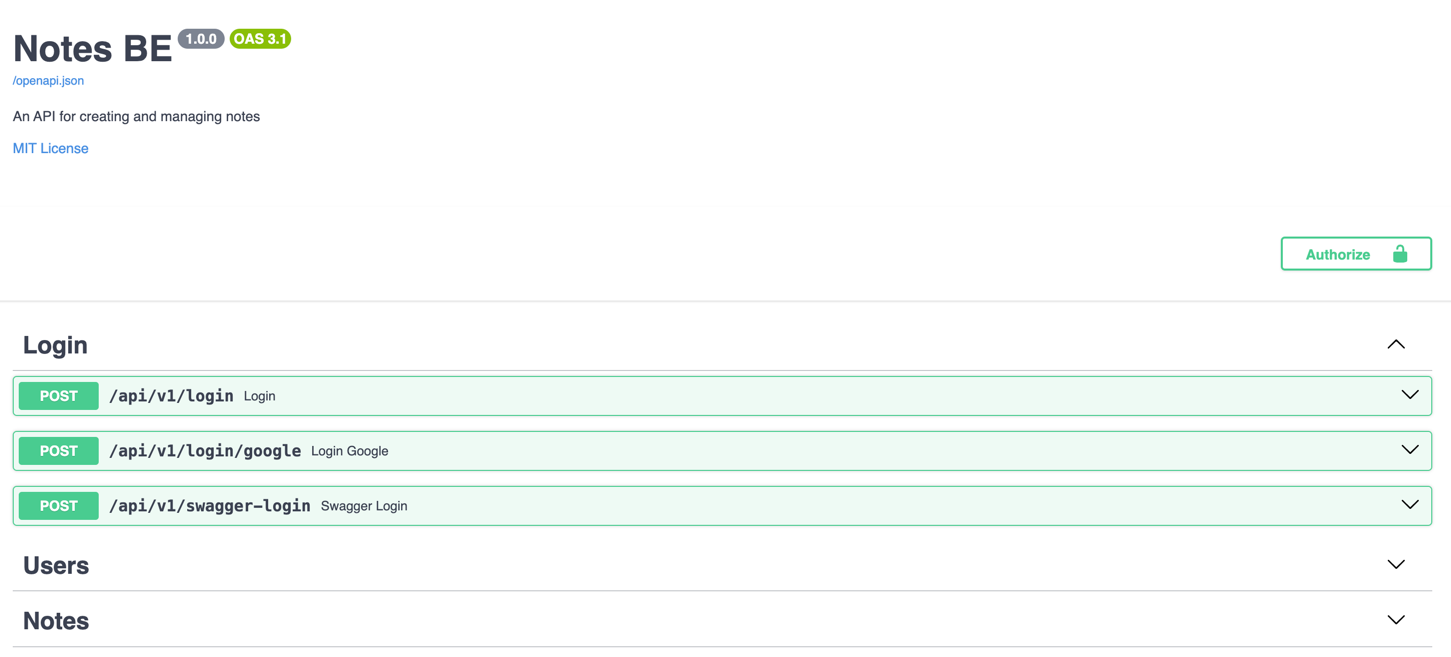 Notes BE 1.0.0 OAS 3.1
/openapi.json
An API for creating and managing notes
MIT License
Authorize
Login
POST /api/v1/login Login
POST /api/v1/login/google Login Google
POST /api/v1/swagger-login Swagger Login
Users
Notes